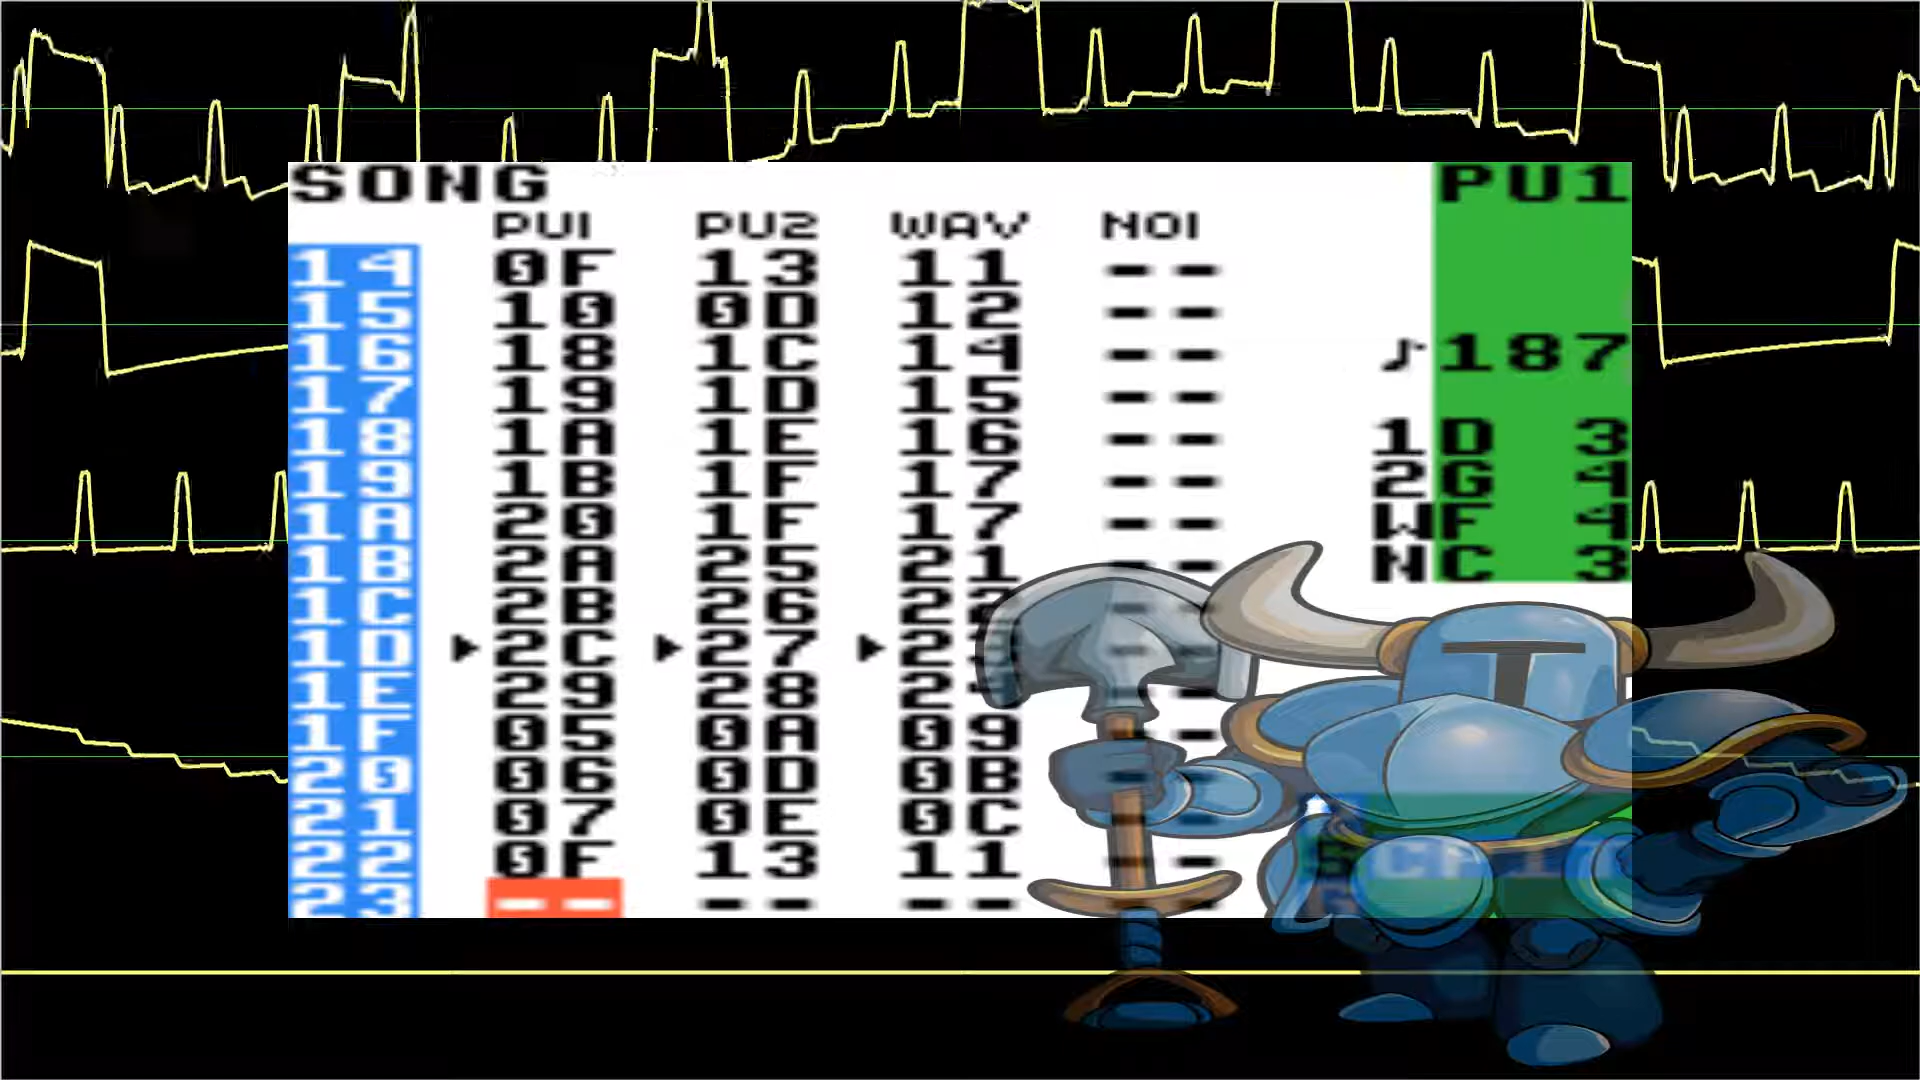 SONG PU1
PU1 PU2 WAV NOI
14 0F 13 11 --
15 10 0D 12 --
16 18 1C 14 -- ♪187
17 19 1D 15 --
18 1A 1E 16 -- 1D 3
19 1B 1F 17 -- 2G 4
1A 20 1F 17 -- WF 4
1B 2A 25 21 -- NC 3
1C 2B 26 22 --
1D 2C 27 --
1E 29 28 --
1F 05 0A 09 --
20 06 0D 0B --
21 07 0E 0C
22 0F 13 11 --
23 -- -- -- --